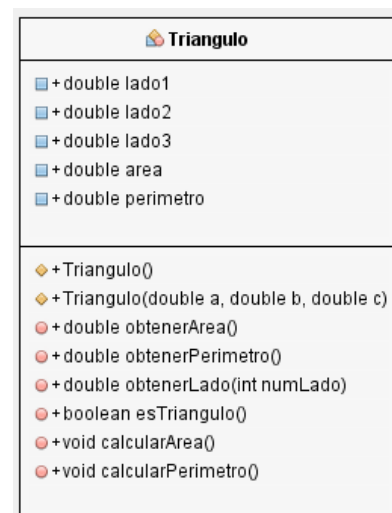 Triangulo
+double lado1
+double lado2
+double lado3
+double area
+double perimetro
+Triangulo()
+Triangulo(double a, double b, double c)
+double obtenerArea()
+double obtenerPerimetro()
+double obtenerLado(int numLado)
+boolean esTriangulo()
+void calcularArea()
+void calcularPerimetro()